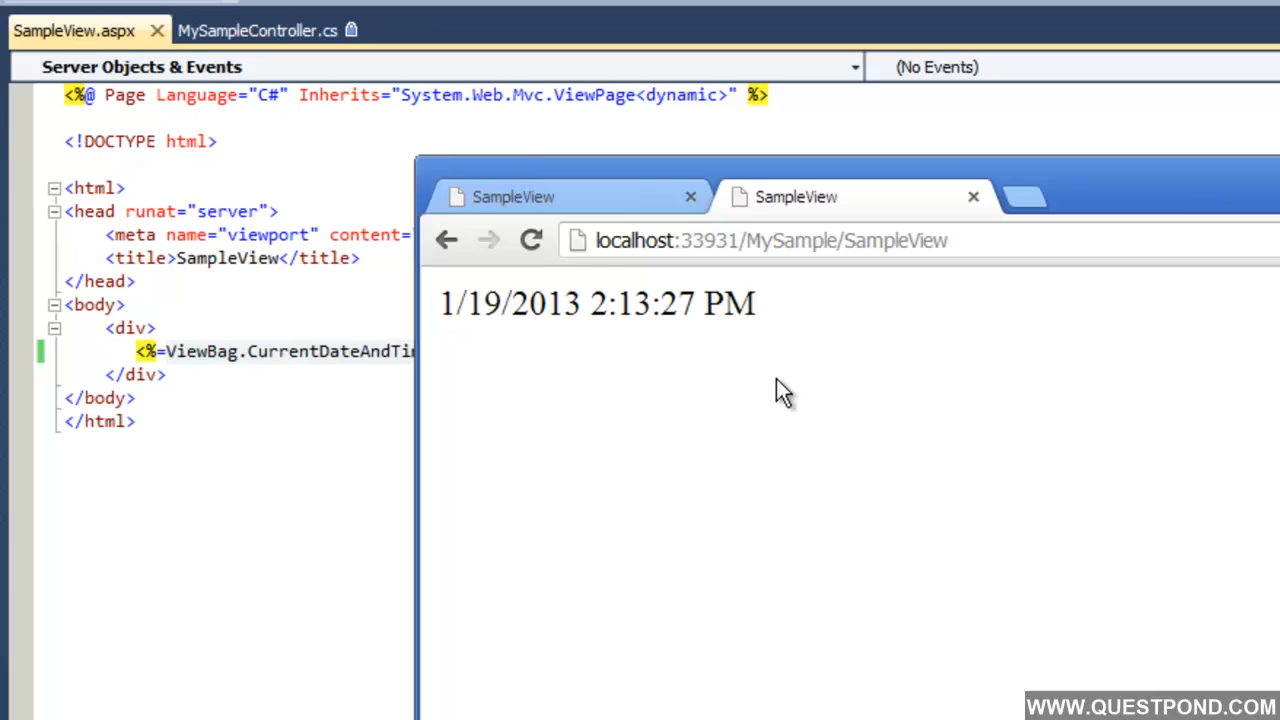 SampleView.aspx MySampleController.cs
Server Objects & Events (No Events)
<%@ Page Language="C#" Inherits="System.Web.Mvc.ViewPage<dynamic>" %>
<!DOCTYPE html>
<html>
<head runat="server">
<meta name="viewport" content=
<title>SampleView</title>
</head>
<body>
<div>
<%=ViewBag.CurrentDateAndTi
</div>
</body>
</html>
SampleView SampleView
localhost:33931/MySample/SampleView
1/19/2013 2:13:27 PM
WWW.QUESTPOND.COM